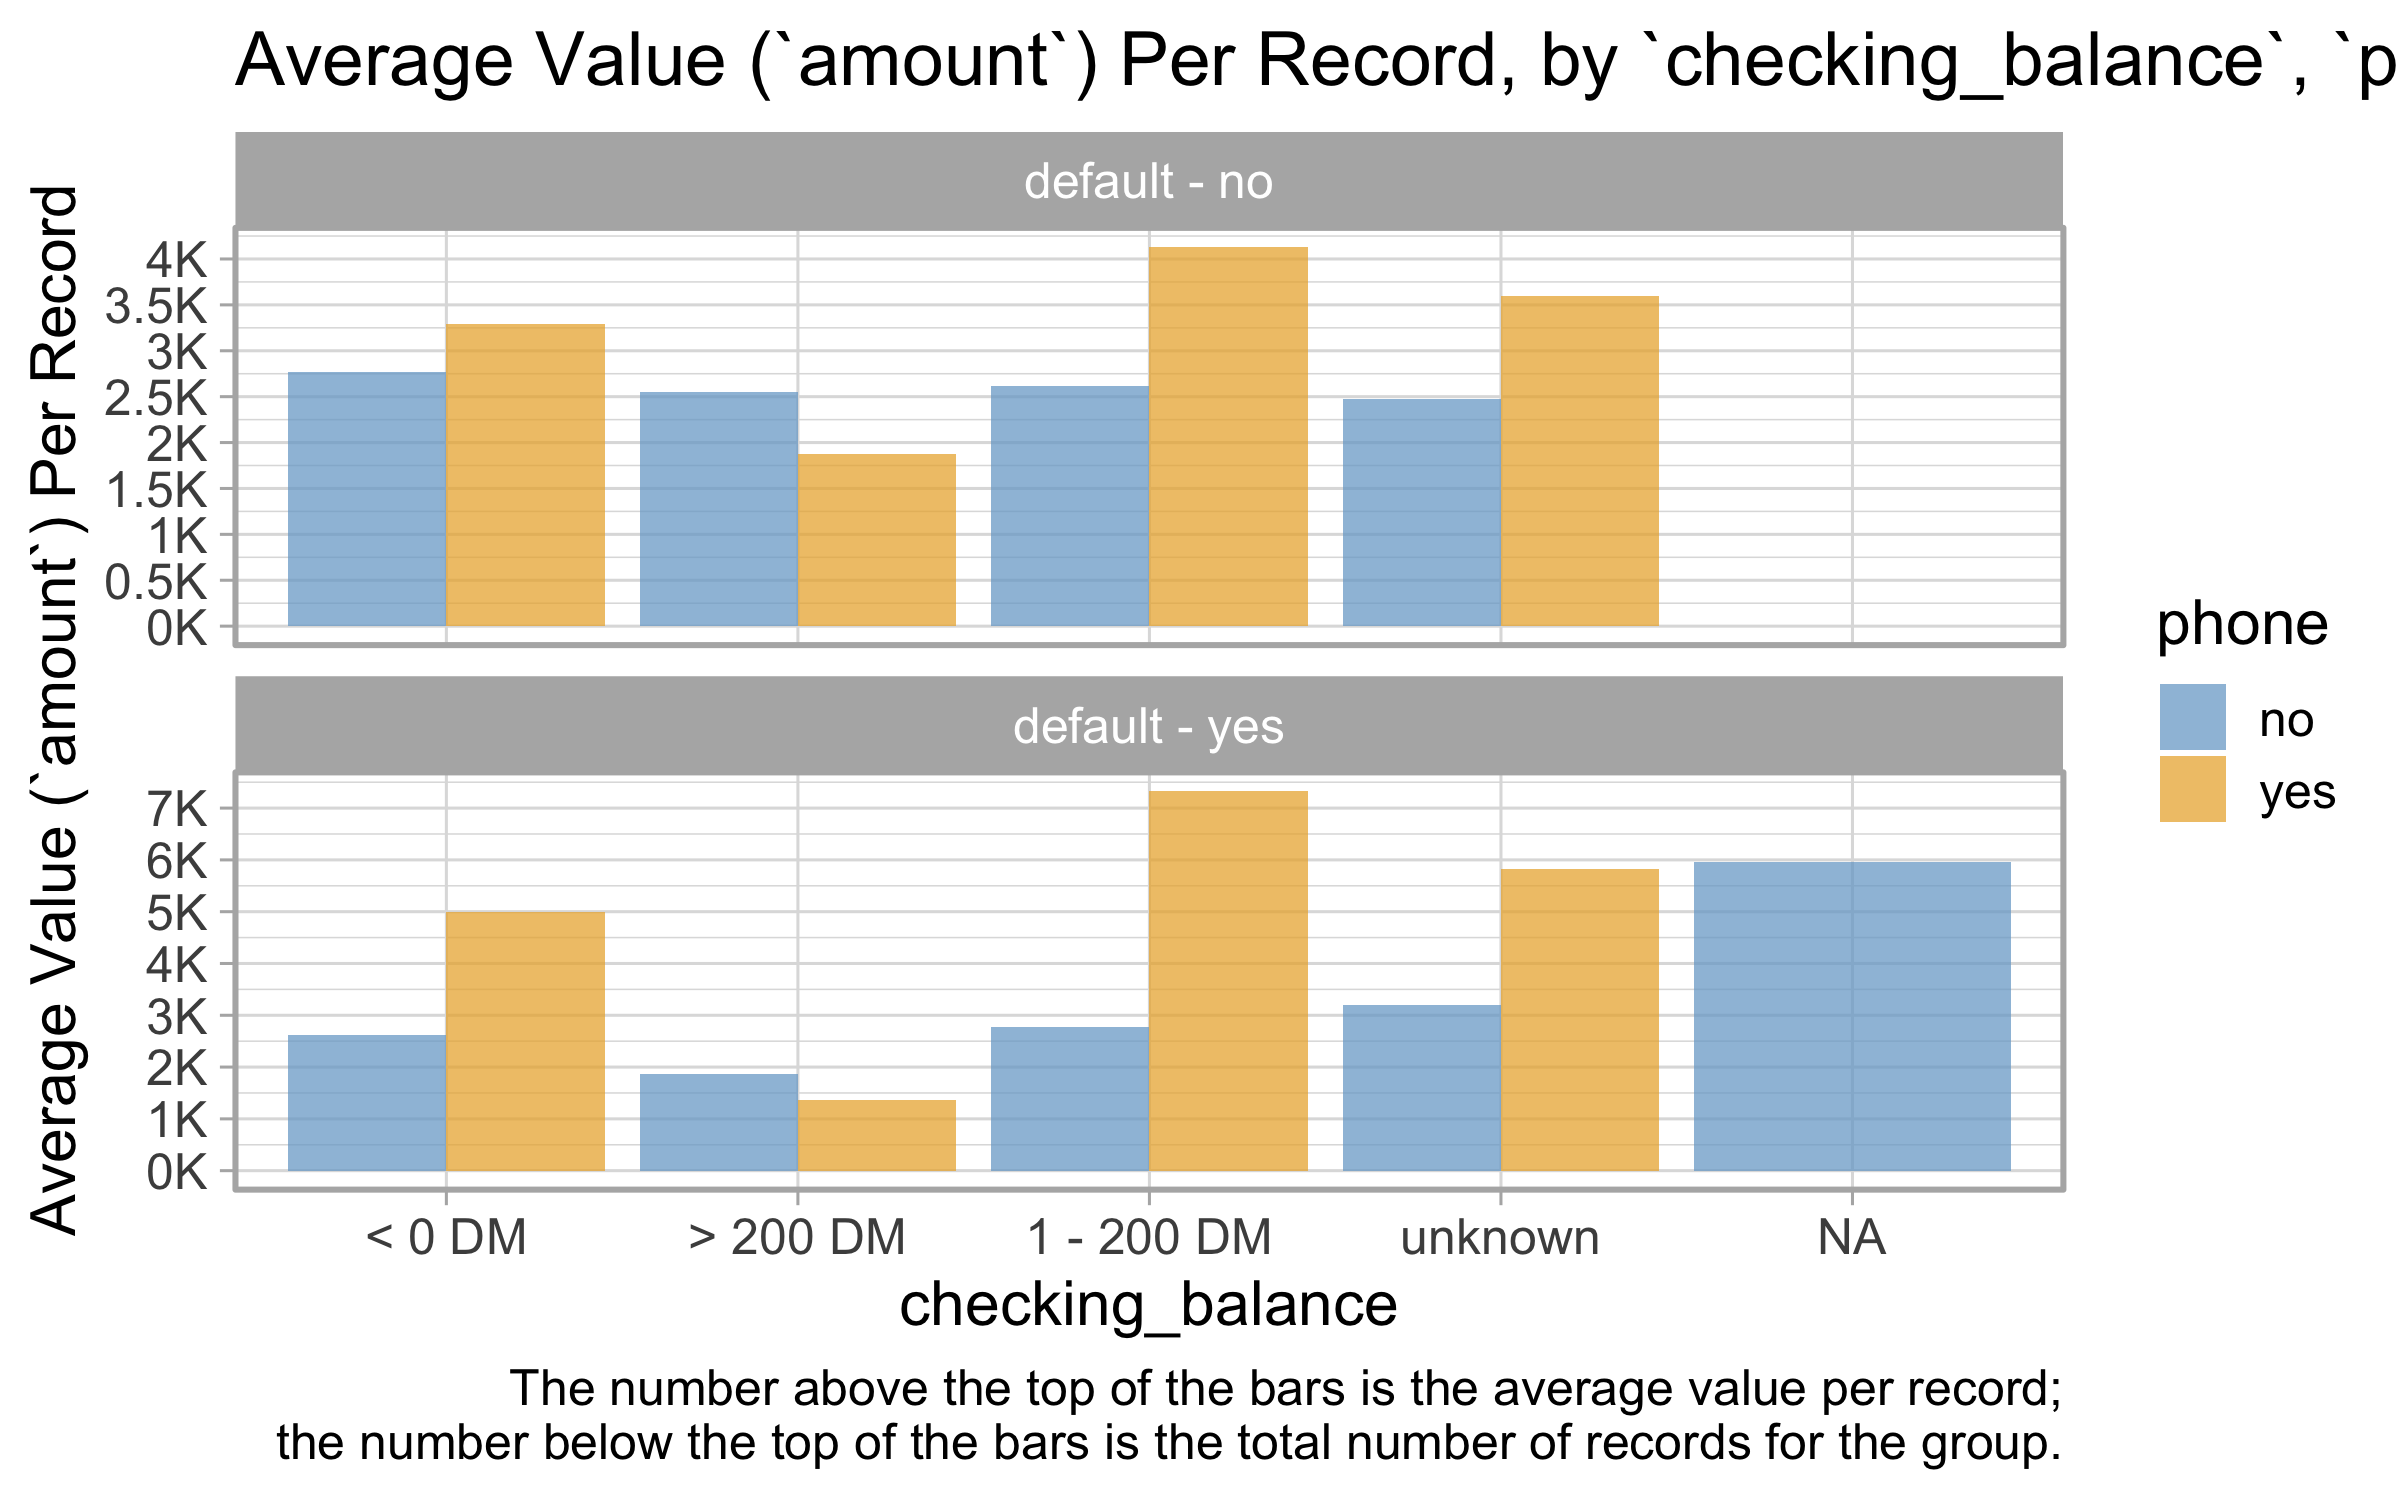 Average Value (`amount`) Per Record, by `checking_balance`, `p
Average Value (`amount`) Per Record
default - no
4K
3.5K
3K
2.5K
2K
1.5K
1K
0.5K
0K
default - yes
7K
6K
5K
4K
3K
2K
1K
0K
< 0 DM
> 200 DM
1 - 200 DM
unknown
NA
checking_balance
phone
no
yes
The number above the top of the bars is the average value per record;
the number below the top of the bars is the total number of records for the group.